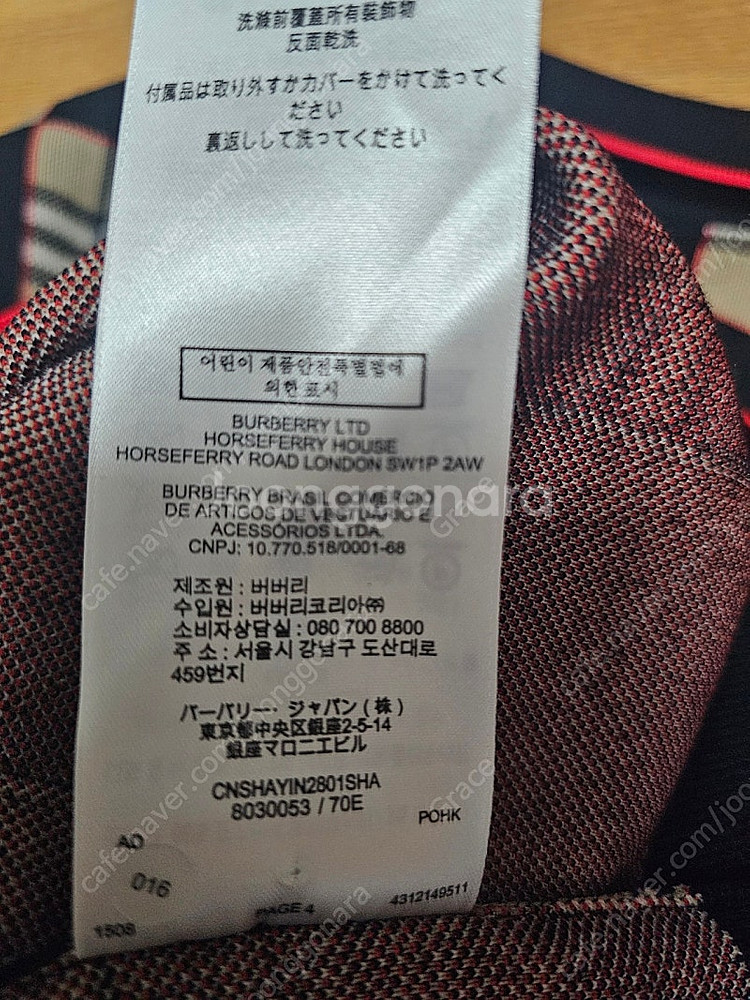 洗滌前覆蓋所有裝飾物
反面乾洗
付属品は取り外すかカバーをかけて洗ってく
ださい
裏返しして洗ってください
어린이 제품안전특별법에
의한 표시
BURBERRY LTD
HORSEFERRY HOUSE
HORSEFERRY ROAD LONDON SW1P 2AW
BURBERRY BRASIL COMERCIO
DE ARTIGOS DE VESTUARIO E
ACESSÓRIOS LTDA.
CNPJ: 10.770.518/0001-68
제조원 : 버버리
수입원 : 버버리코리아㈜
소비자상담실 : 080 700 8800
주 소 : 서울시 강남구 도산대로
459번지
バーバリー・ジャパン(株)
東京都中央区銀座2-5-14
銀座マロニエビル
CNSHAYIN2801SHA
8030053 / 70E
POHK
AO
016
1508
PAGE 4
4312149511
joonggonara
Grace
cafe.naver.com/joonggonara